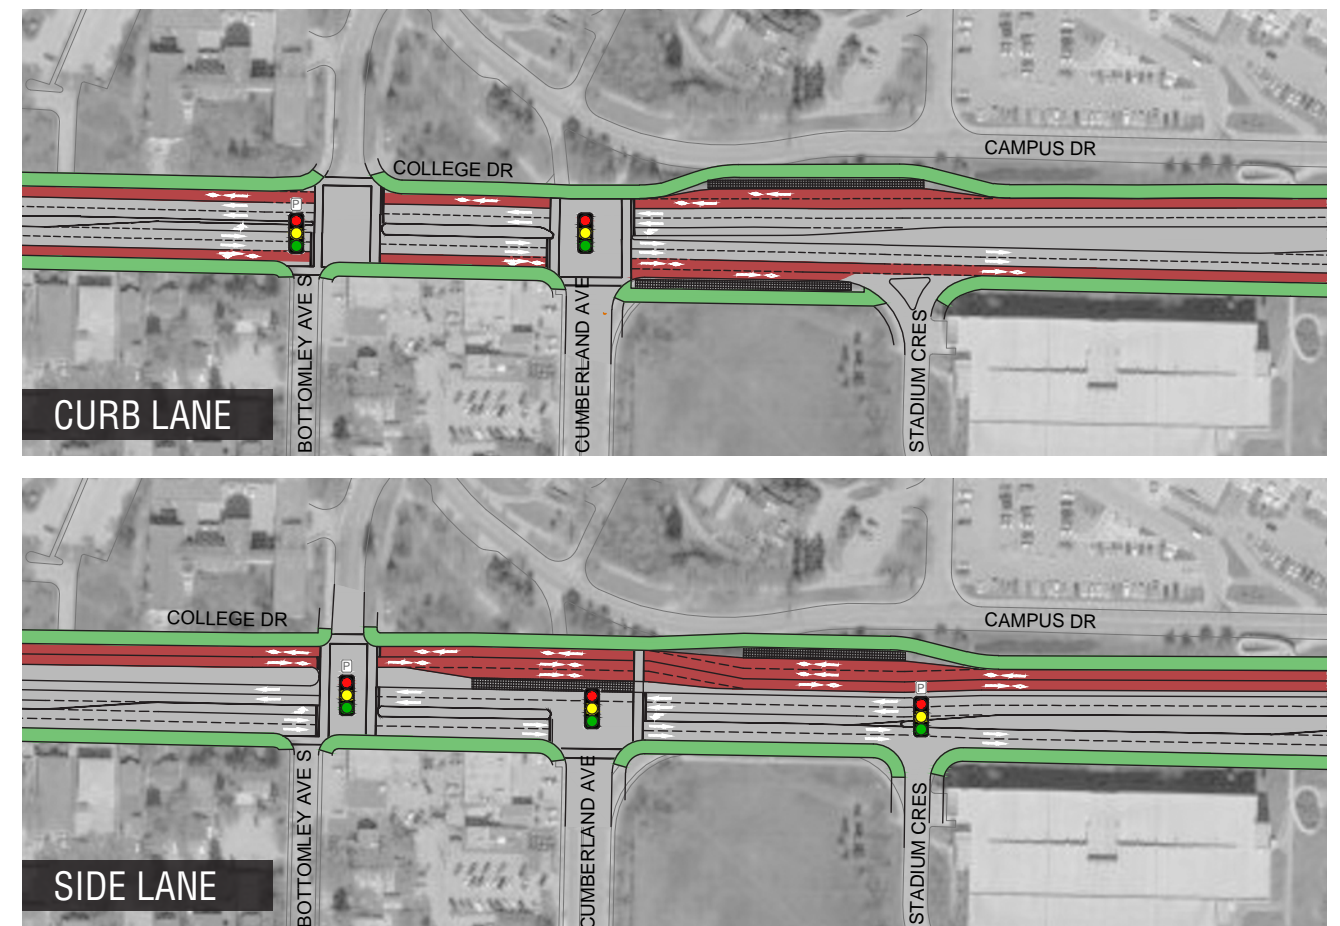 COLLEGE DR
CAMPUS DR
P
BOTTOMLEY AVE S
CUMBERLAND AVE
STADIUM CRES
CURB LANE
COLLEGE DR
CAMPUS DR
P
P
BOTTOMLEY AVE S
CUMBERLAND AVE
STADIUM CRES
SIDE LANE